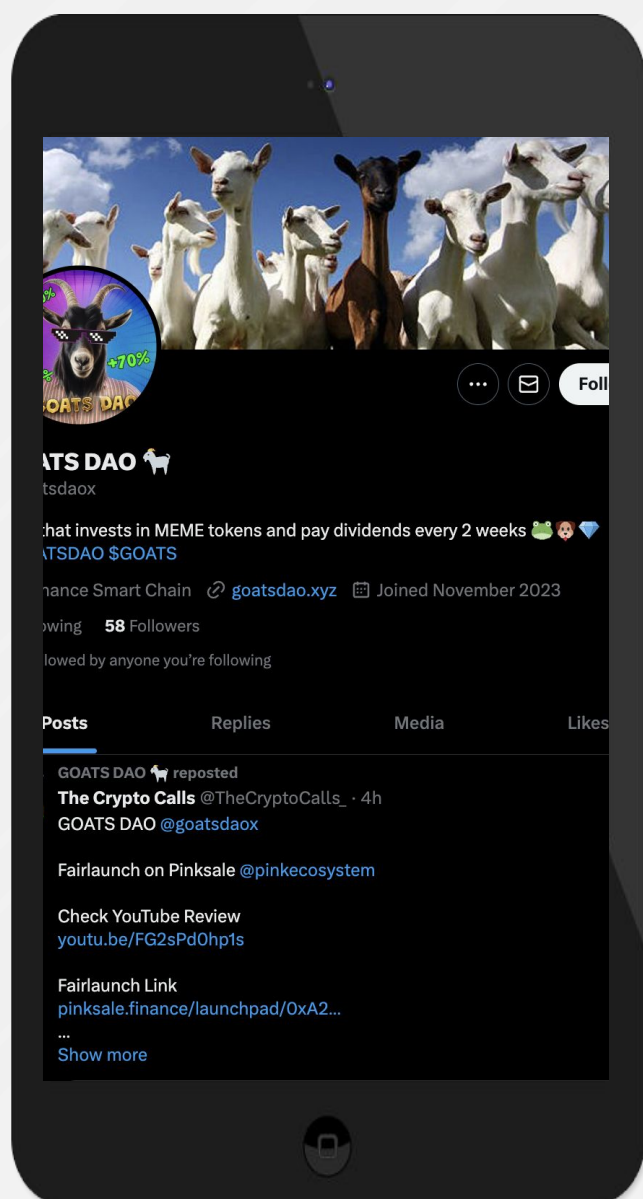 %
+70%
%
OATS DAO
Foll
ATS DAO 🐐
tsdaox
that invests in MEME tokens and pay dividends every 2 weeks 🐸🐶💎
ATSDAO $GOATS
nance Smart Chain goatsdao.xyz Joined November 2023
owing 58 Followers
lowed by anyone you're following
Posts Replies Media Likes
GOATS DAO 🐐 reposted
The Crypto Calls @TheCryptoCalls_ · 4h
GOATS DAO @goatsdaox
Fairlaunch on Pinksale @pinkecosystem
Check YouTube Review
youtu.be/FG2sPd0hp1s
Fairlaunch Link
pinksale.finance/launchpad/0xA2...
...
Show more